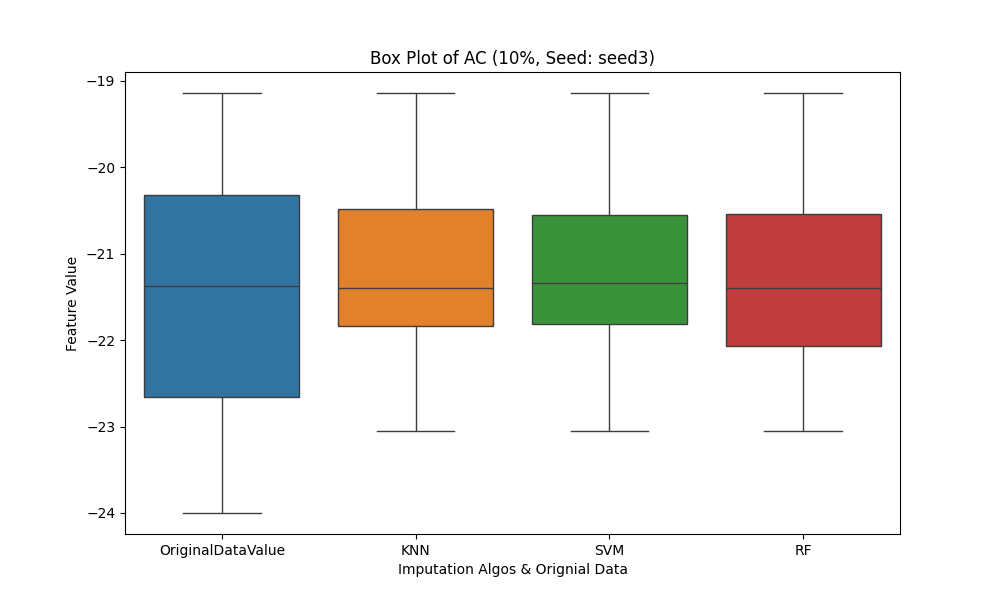 Box Plot of AC (10%, Seed: seed3)
−19
−20
−21
−22
−23
−24
Feature Value
OriginalDataValue KNN SVM RF
Imputation Algos & Orignial Data